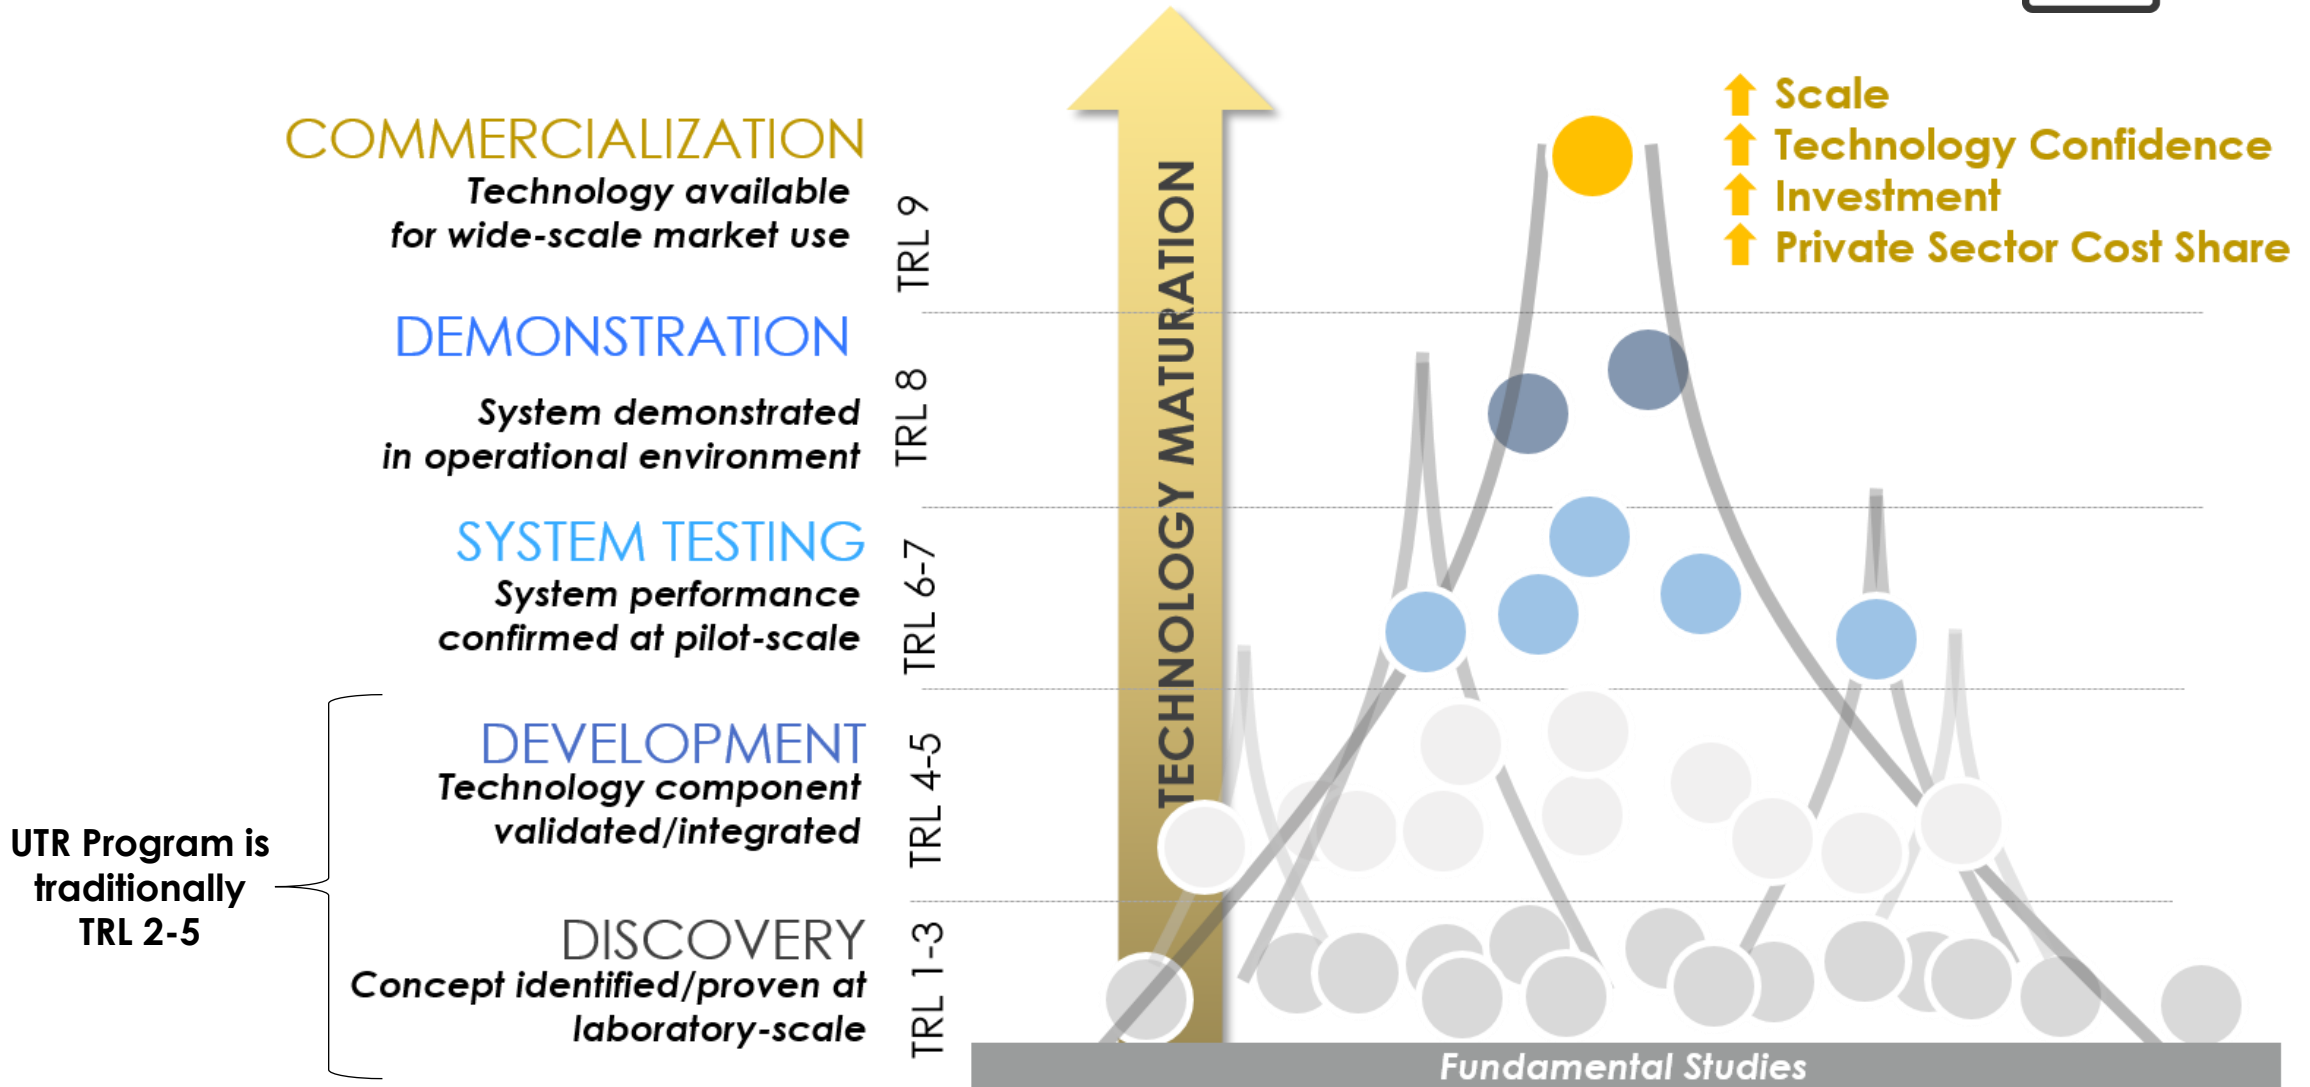 COMMERCIALIZATION
Technology available
for wide-scale market use
TRL 9
DEMONSTRATION
System demonstrated
in operational environment
TRL 8
SYSTEM TESTING
System performance
confirmed at pilot-scale
TRL 6-7
DEVELOPMENT
Technology component
validated/integrated
TRL 4-5
DISCOVERY
Concept identified/proven at
laboratory-scale
TRL 1-3
UTR Program is
traditionally
TRL 2-5
TECHNOLOGY MATURATION
Scale
Technology Confidence
Investment
Private Sector Cost Share
Fundamental Studies